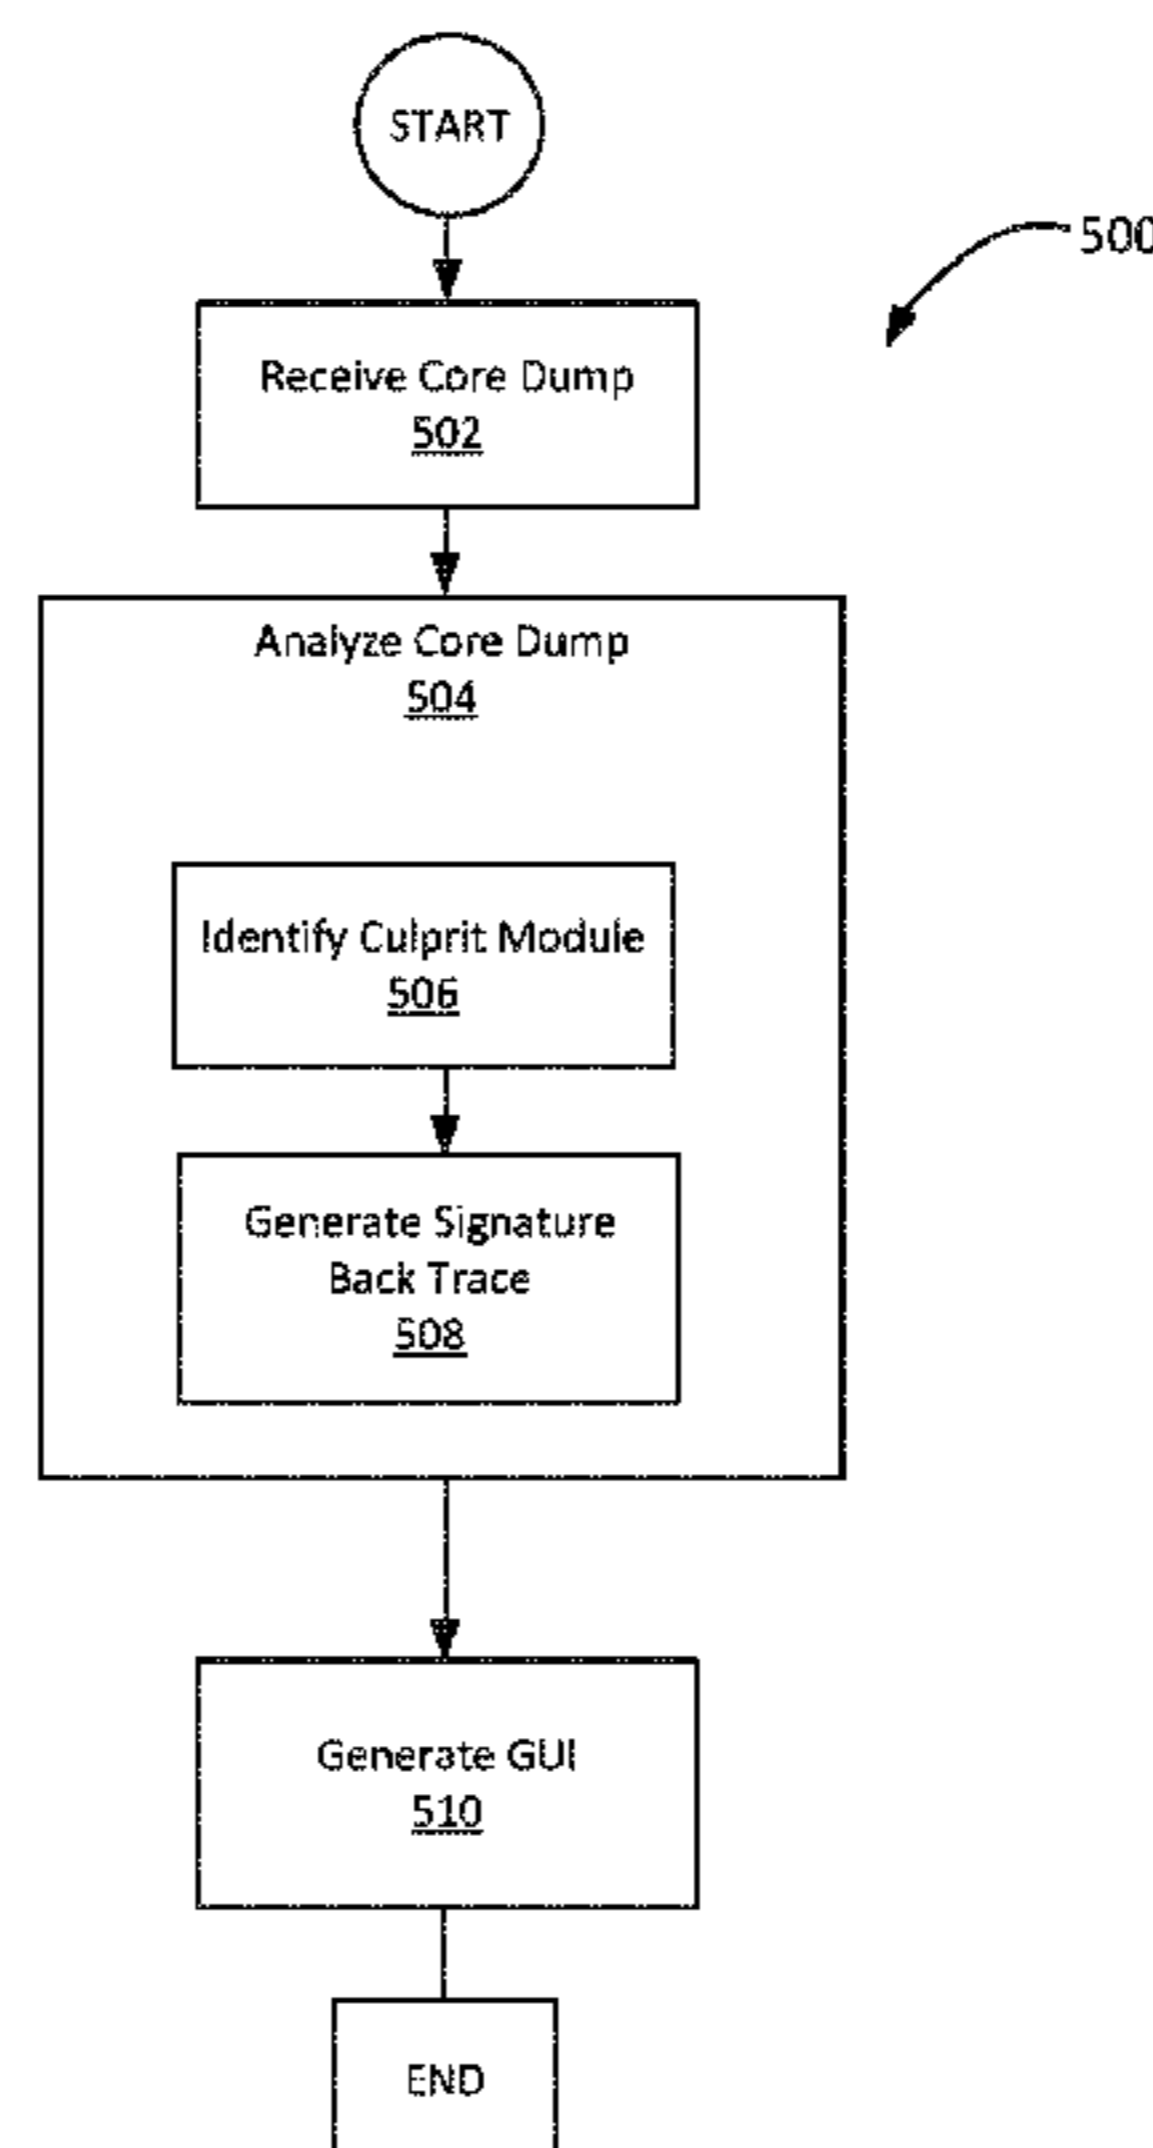 START
500
Receive Core Dump
502
Analyze Core Dump
504
Identify Culprit Module
506
Generate Signature
Back Trace
508
Generate GUI
510
END